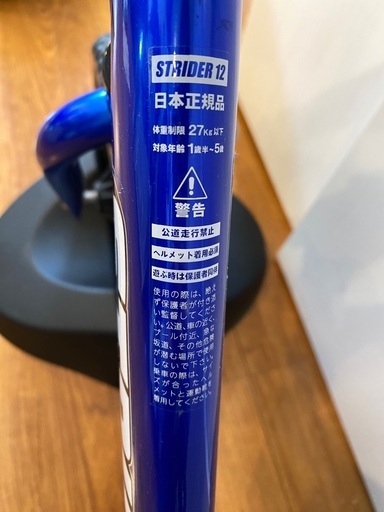 STRIDER 12
日本正規品
体重制限 27Kg 以下
対象年齢 1歳半~5歳
警告
公道走行禁止
ヘルメット着用必須
遊ぶ時は保護者同伴
使用の際は、絶え
ず保護者が付き添
い監督してくださ
い。公道、車の近く、
プール付近、急な
坂道、その他危険
が潜む場所で使用
しないで下さい。
乗車の際は、サイ
ズが合ったヘル
メットと運動靴を
着用してください。